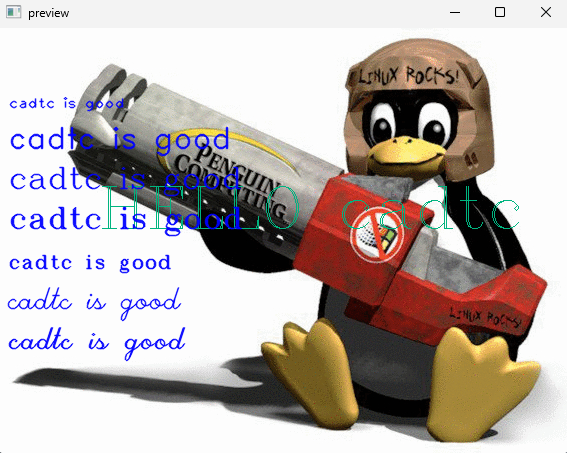 preview
LINUX ROCKS!
cadtc is good
cadtc is good
PENGUIN
COMPUTING
cadtc is good
HELLO cadtc
cadtc is good
cadtc is good
cadtc is good
LINUX ROCKS!
cadtc is good